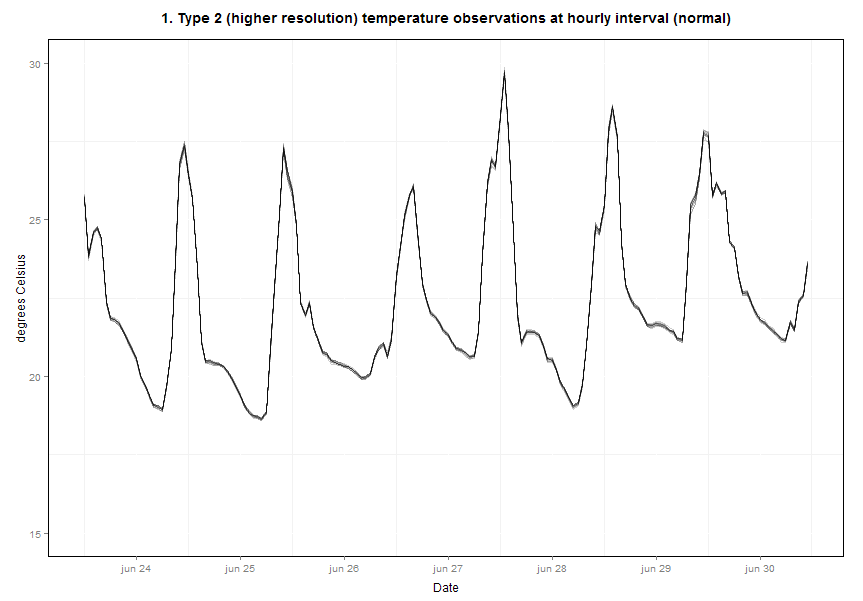 1. Type 2 (higher resolution) temperature observations at hourly interval (normal)
degrees Celsius
30
25
20
15
jun 24 jun 25 jun 26 jun 27 jun 28 jun 29 jun 30
Date